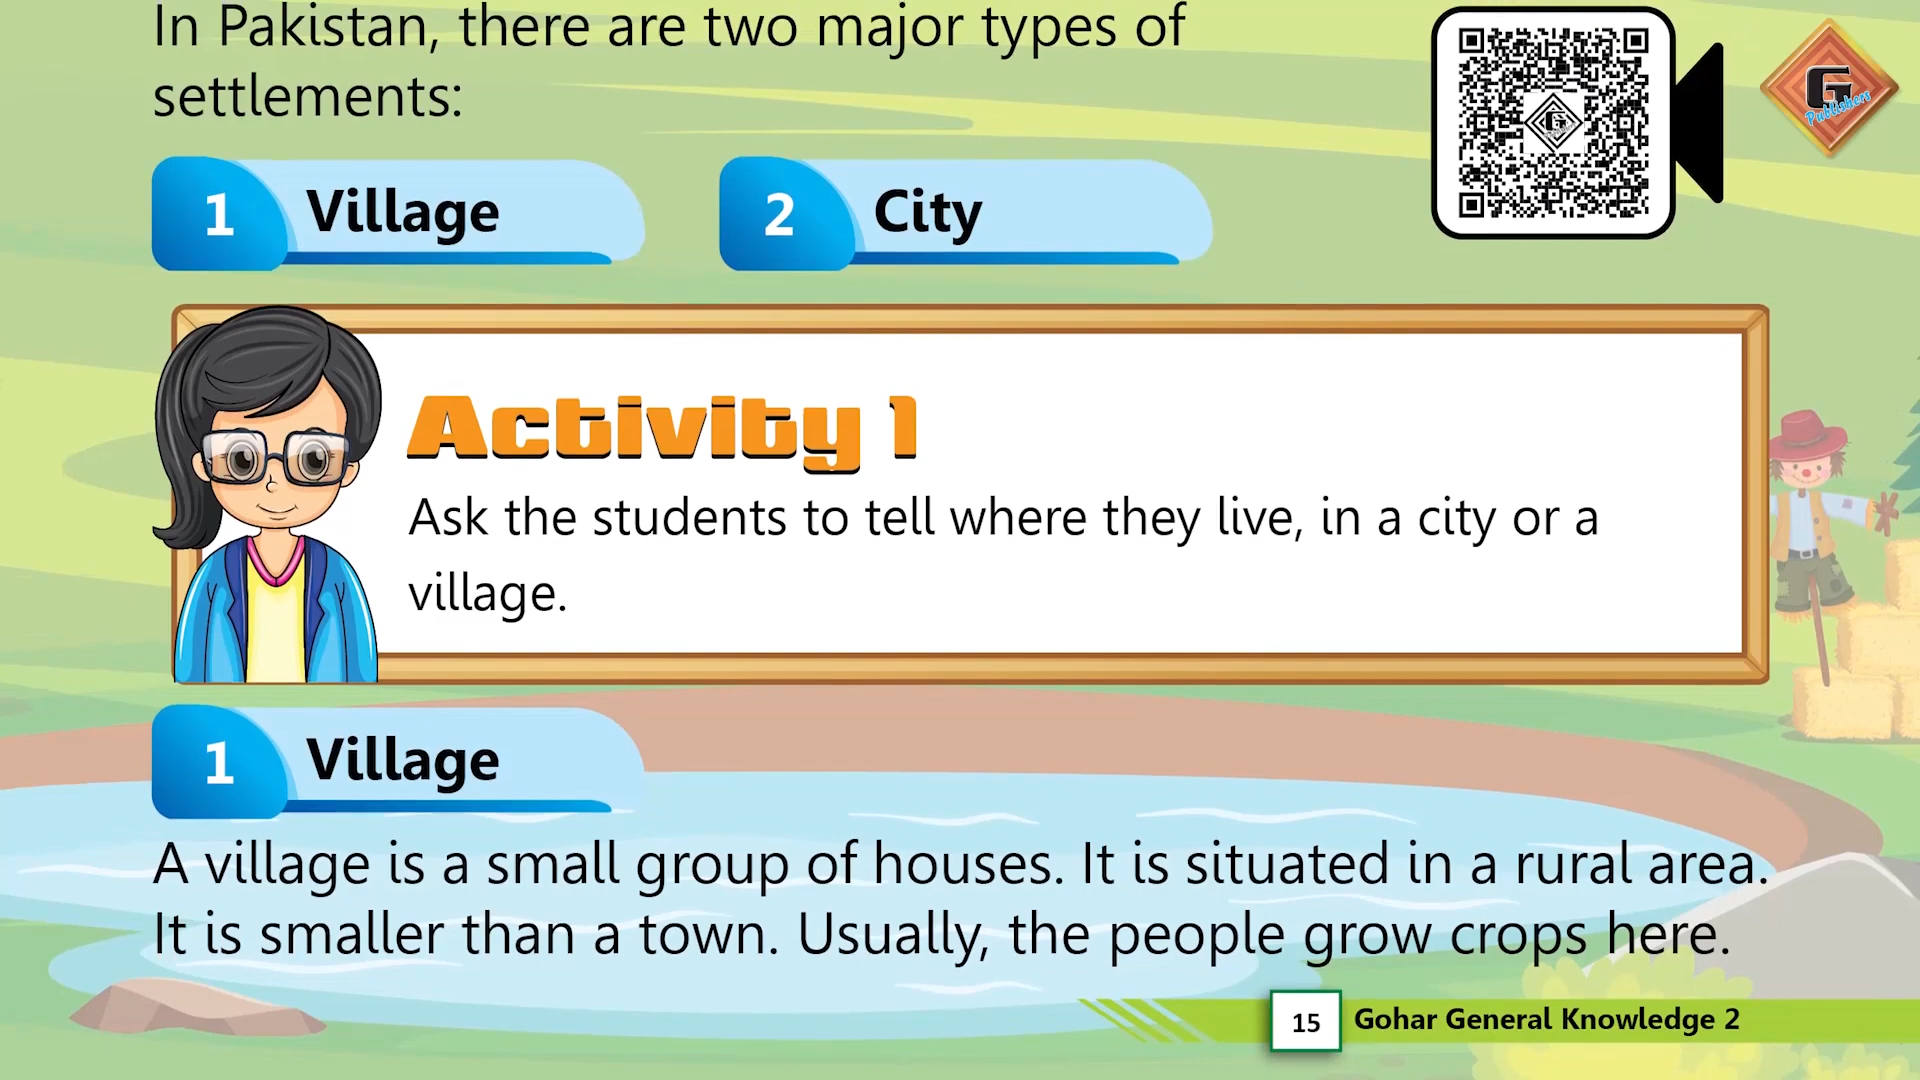 In Pakistan, there are two major types of
settlements:
1 Village
2 City
G
Publishers
Activity 1
Ask the students to tell where they live, in a city or a
village.
1 Village
A village is a small group of houses. It is situated in a rural area.
It is smaller than a town. Usually, the people grow crops here.
15 Gohar General Knowledge 2